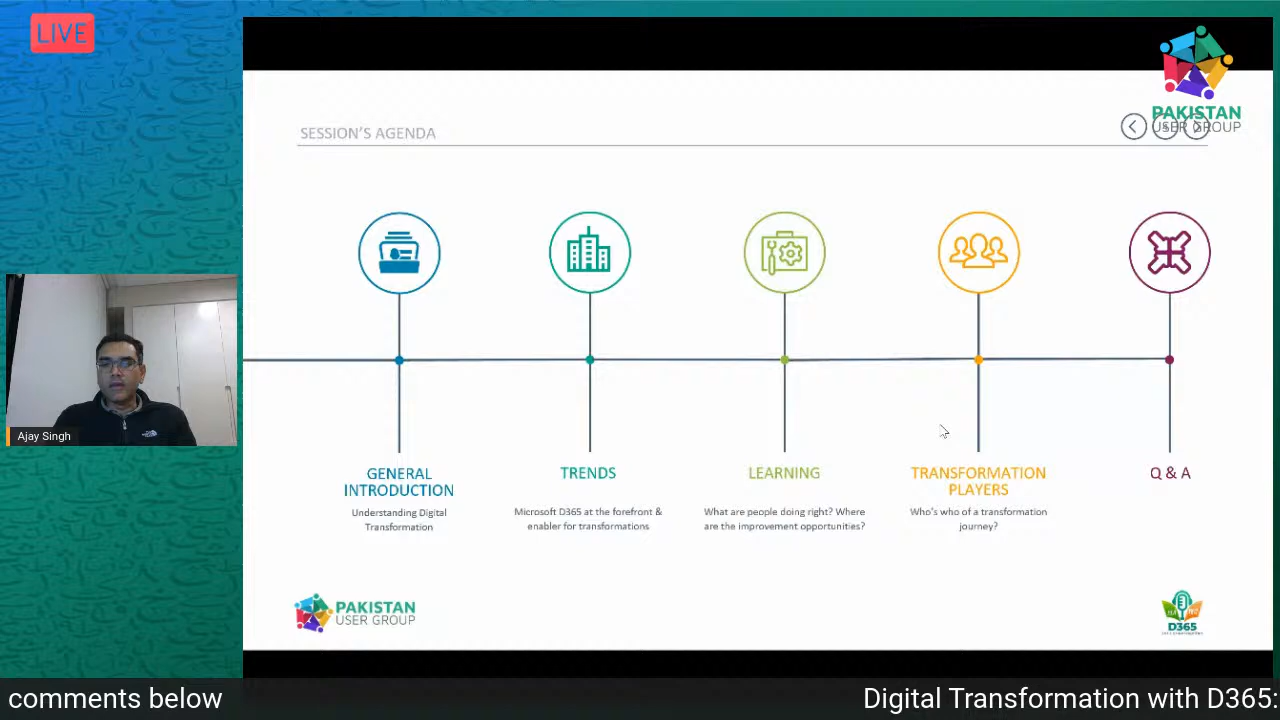 LIVE
PAKISTAN
USER GROUP
SESSION'S AGENDA
GENERAL
INTRODUCTION
Understanding Digital
Transformation
TRENDS
Microsoft D365 at the forefront &
enabler for transformations
LEARNING
What are people doing right? Where
are the improvement opportunities?
TRANSFORMATION
PLAYERS
Who's who of a transformation
journey?
Q & A
Ajay Singh
PAKISTAN
USER GROUP
D365
comments below
Digital Transformation with D365: